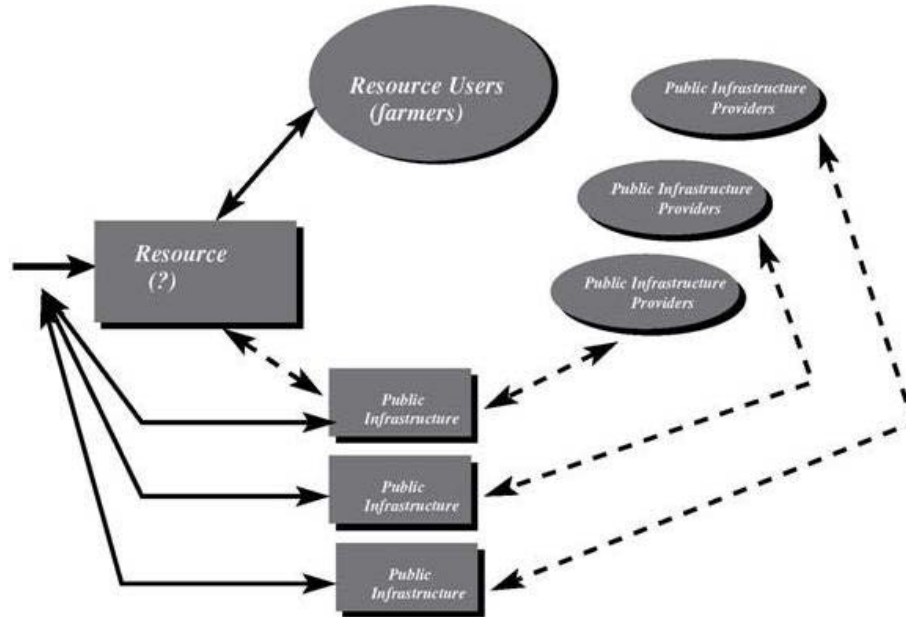 Resource Users
(farmers)
Public Infrastructure
Providers
Public Infrastructure
Providers
Resource
(?)
Public Infrastructure
Providers
Public
Infrastructure
Public
Infrastructure
Public
Infrastructure